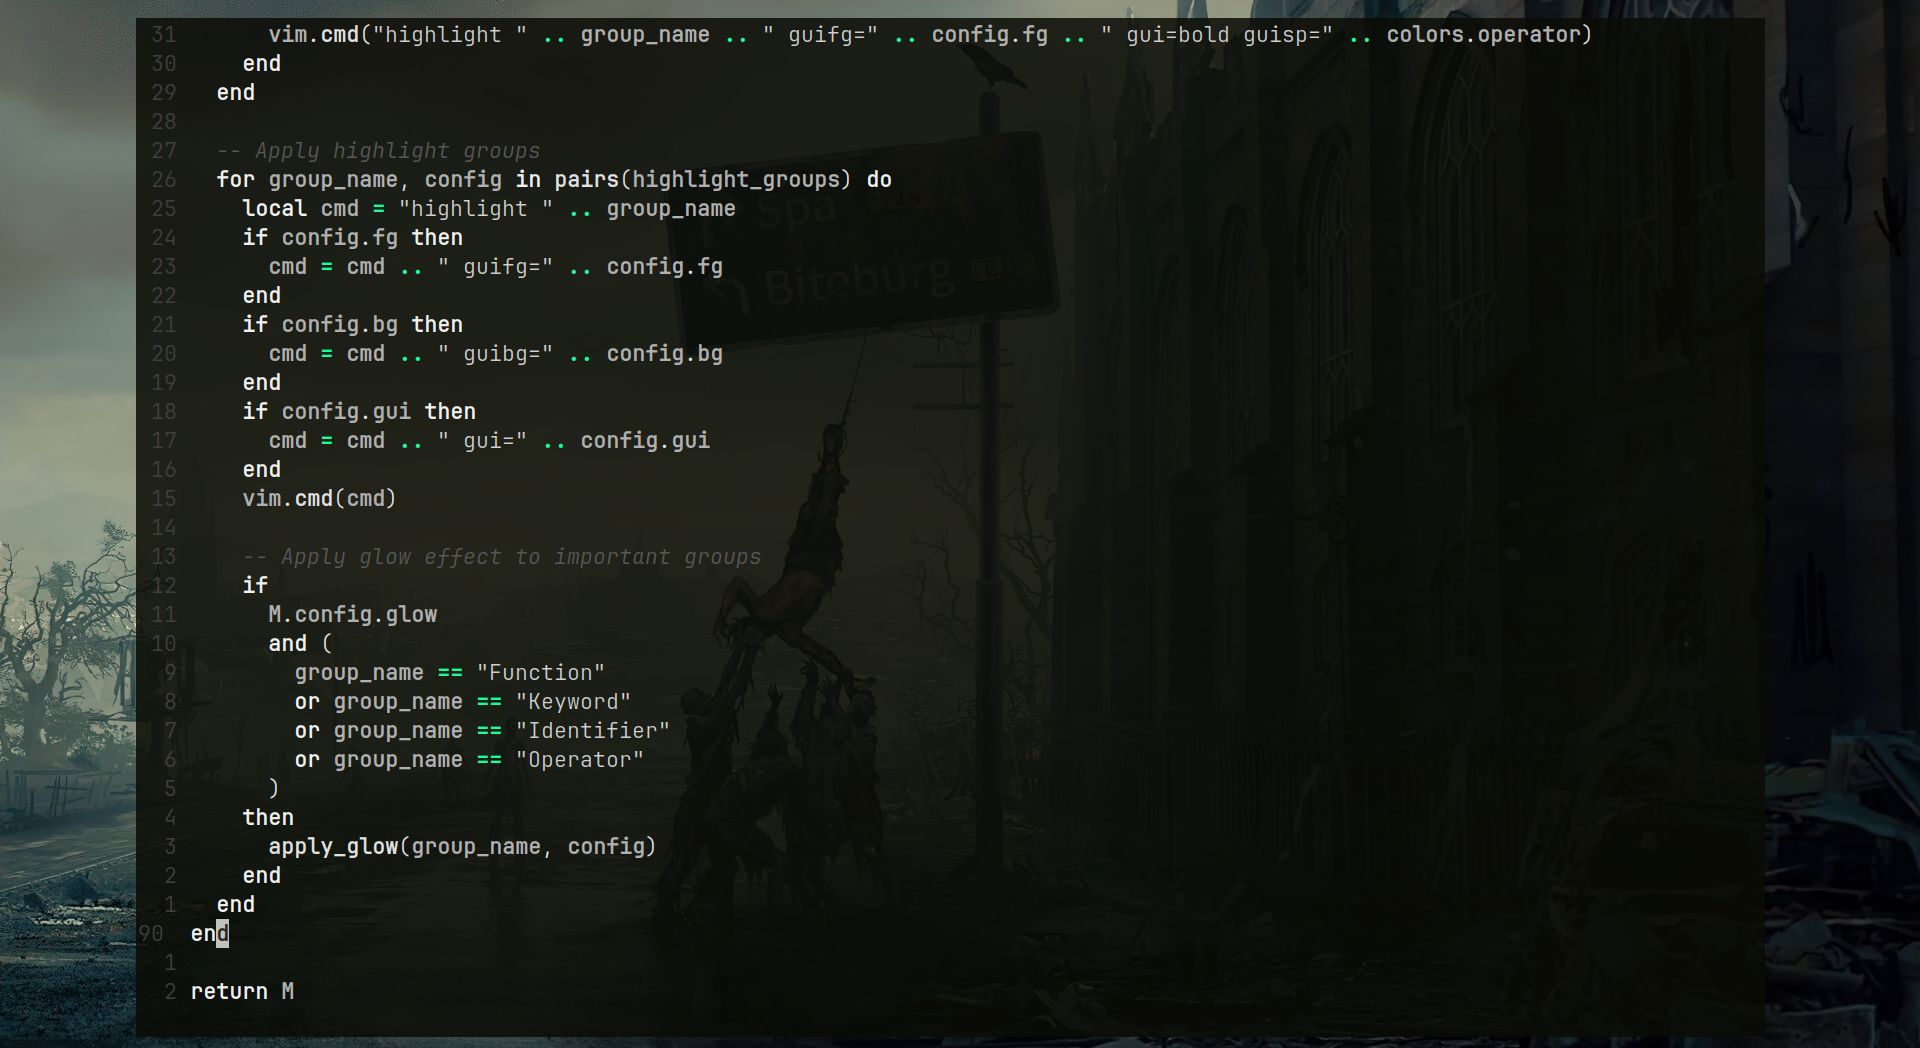 31 vim.cmd("highlight " .. group_name .. " guifg=" .. config.fg .. " gui=bold guisp=" .. colors.operator)
30 end
29 end
28
27 -- Apply highlight groups
26 for group_name, config in pairs(highlight_groups) do
25 local cmd = "highlight " .. group_name
24 if config.fg then
23 cmd = cmd .. " guifg=" .. config.fg
22 end
21 if config.bg then
20 cmd = cmd .. " guibg=" .. config.bg
19 end
18 if config.gui then
17 cmd = cmd .. " gui=" .. config.gui
16 end
15 vim.cmd(cmd)
14
13 -- Apply glow effect to important groups
12 if
11 M.config.glow
10 and (
9 group_name == "Function"
8 or group_name == "Keyword"
7 or group_name == "Identifier"
6 or group_name == "Operator"
5 )
4 then
3 apply_glow(group_name, config)
2 end
1 end
90 end
1
2 return M
Spa
Biteburg